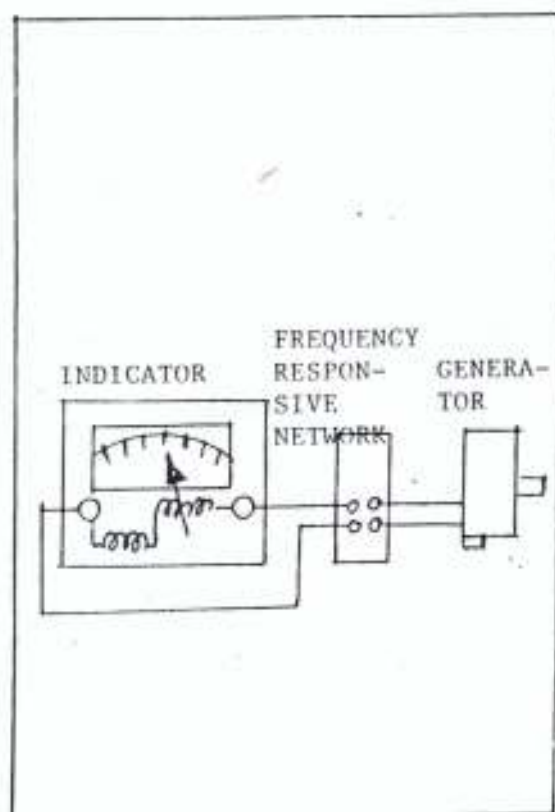 INDICATOR
FREQUENCY
RESPON-
SIVE
NETWORK
GENERA-
TOR